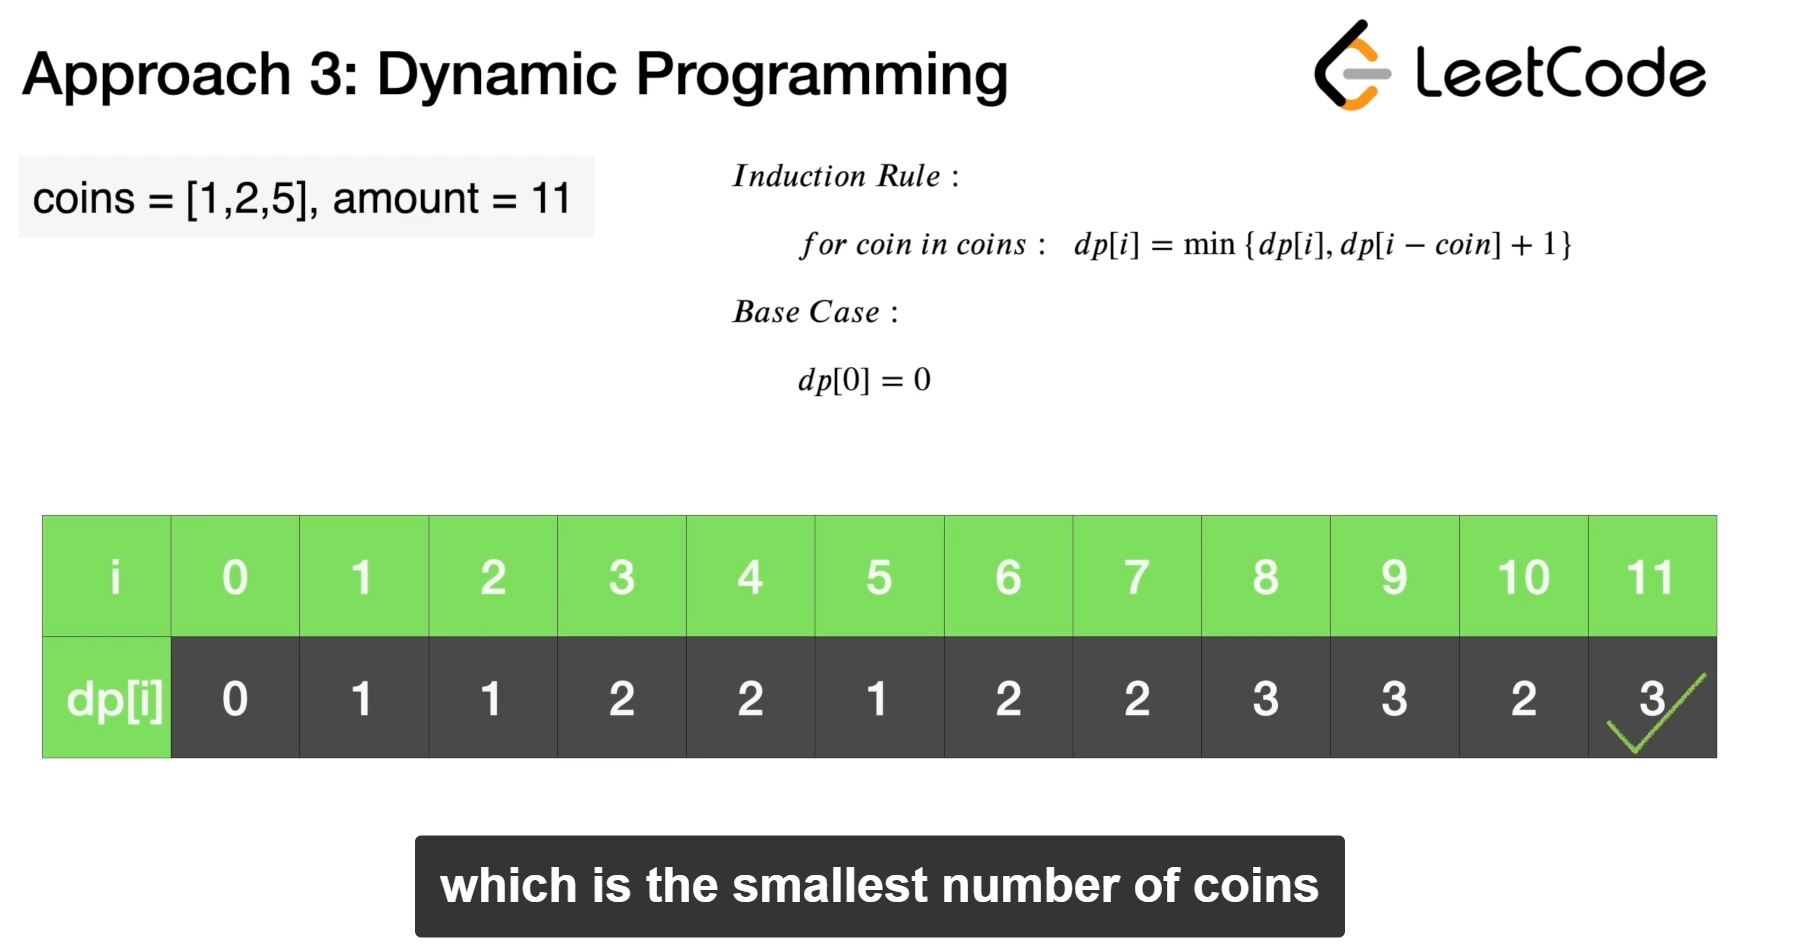 Approach 3: Dynamic Programming
LeetCode
coins = [1,2,5], amount = 11
Induction Rule :
for coin in coins : dp[i] = min {dp[i], dp[i − coin] + 1}
Base Case :
dp[0] = 0
i 0 1 2 3 4 5 6 7 8 9 10 11
dp[i] 0 1 1 2 2 1 2 2 3 3 2 3
which is the smallest number of coins